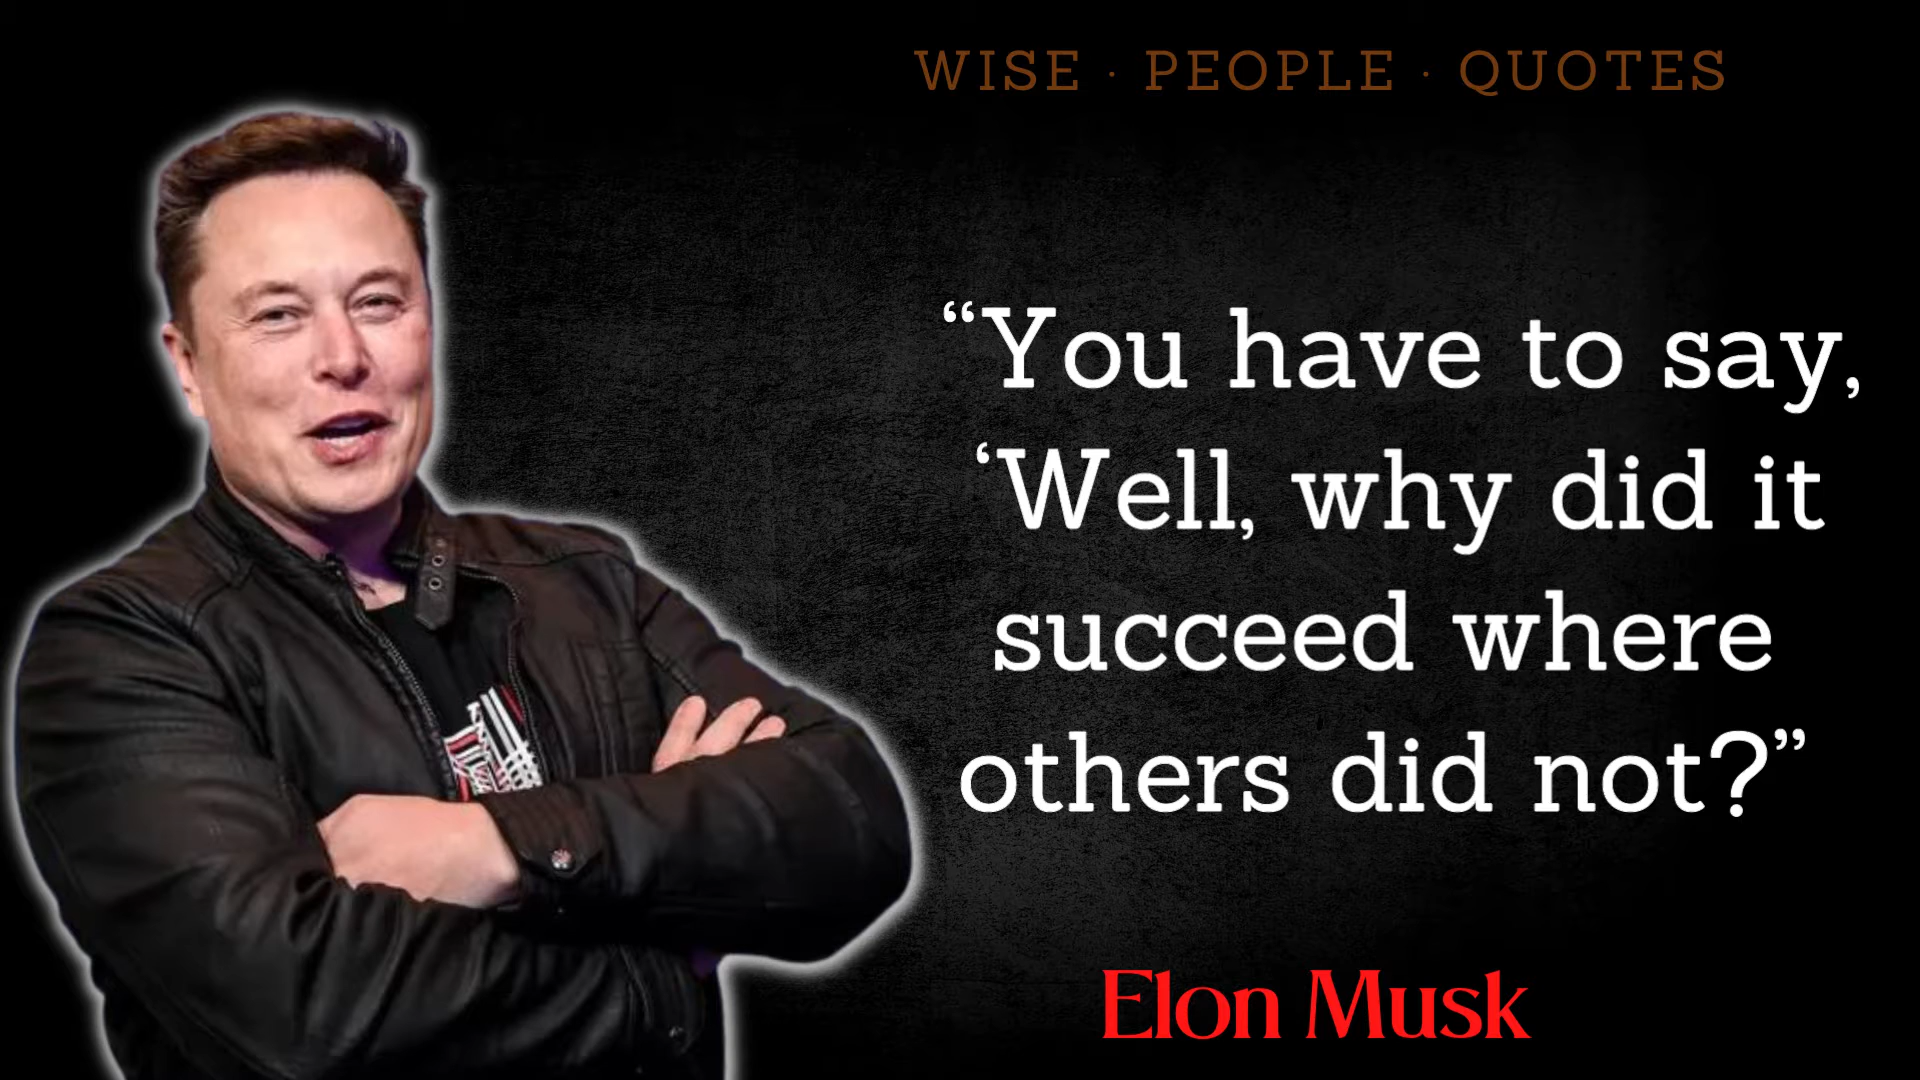 WISE · PEOPLE · QUOTES
“You have to say,
‘Well, why did it
succeed where
others did not?”
Elon Musk